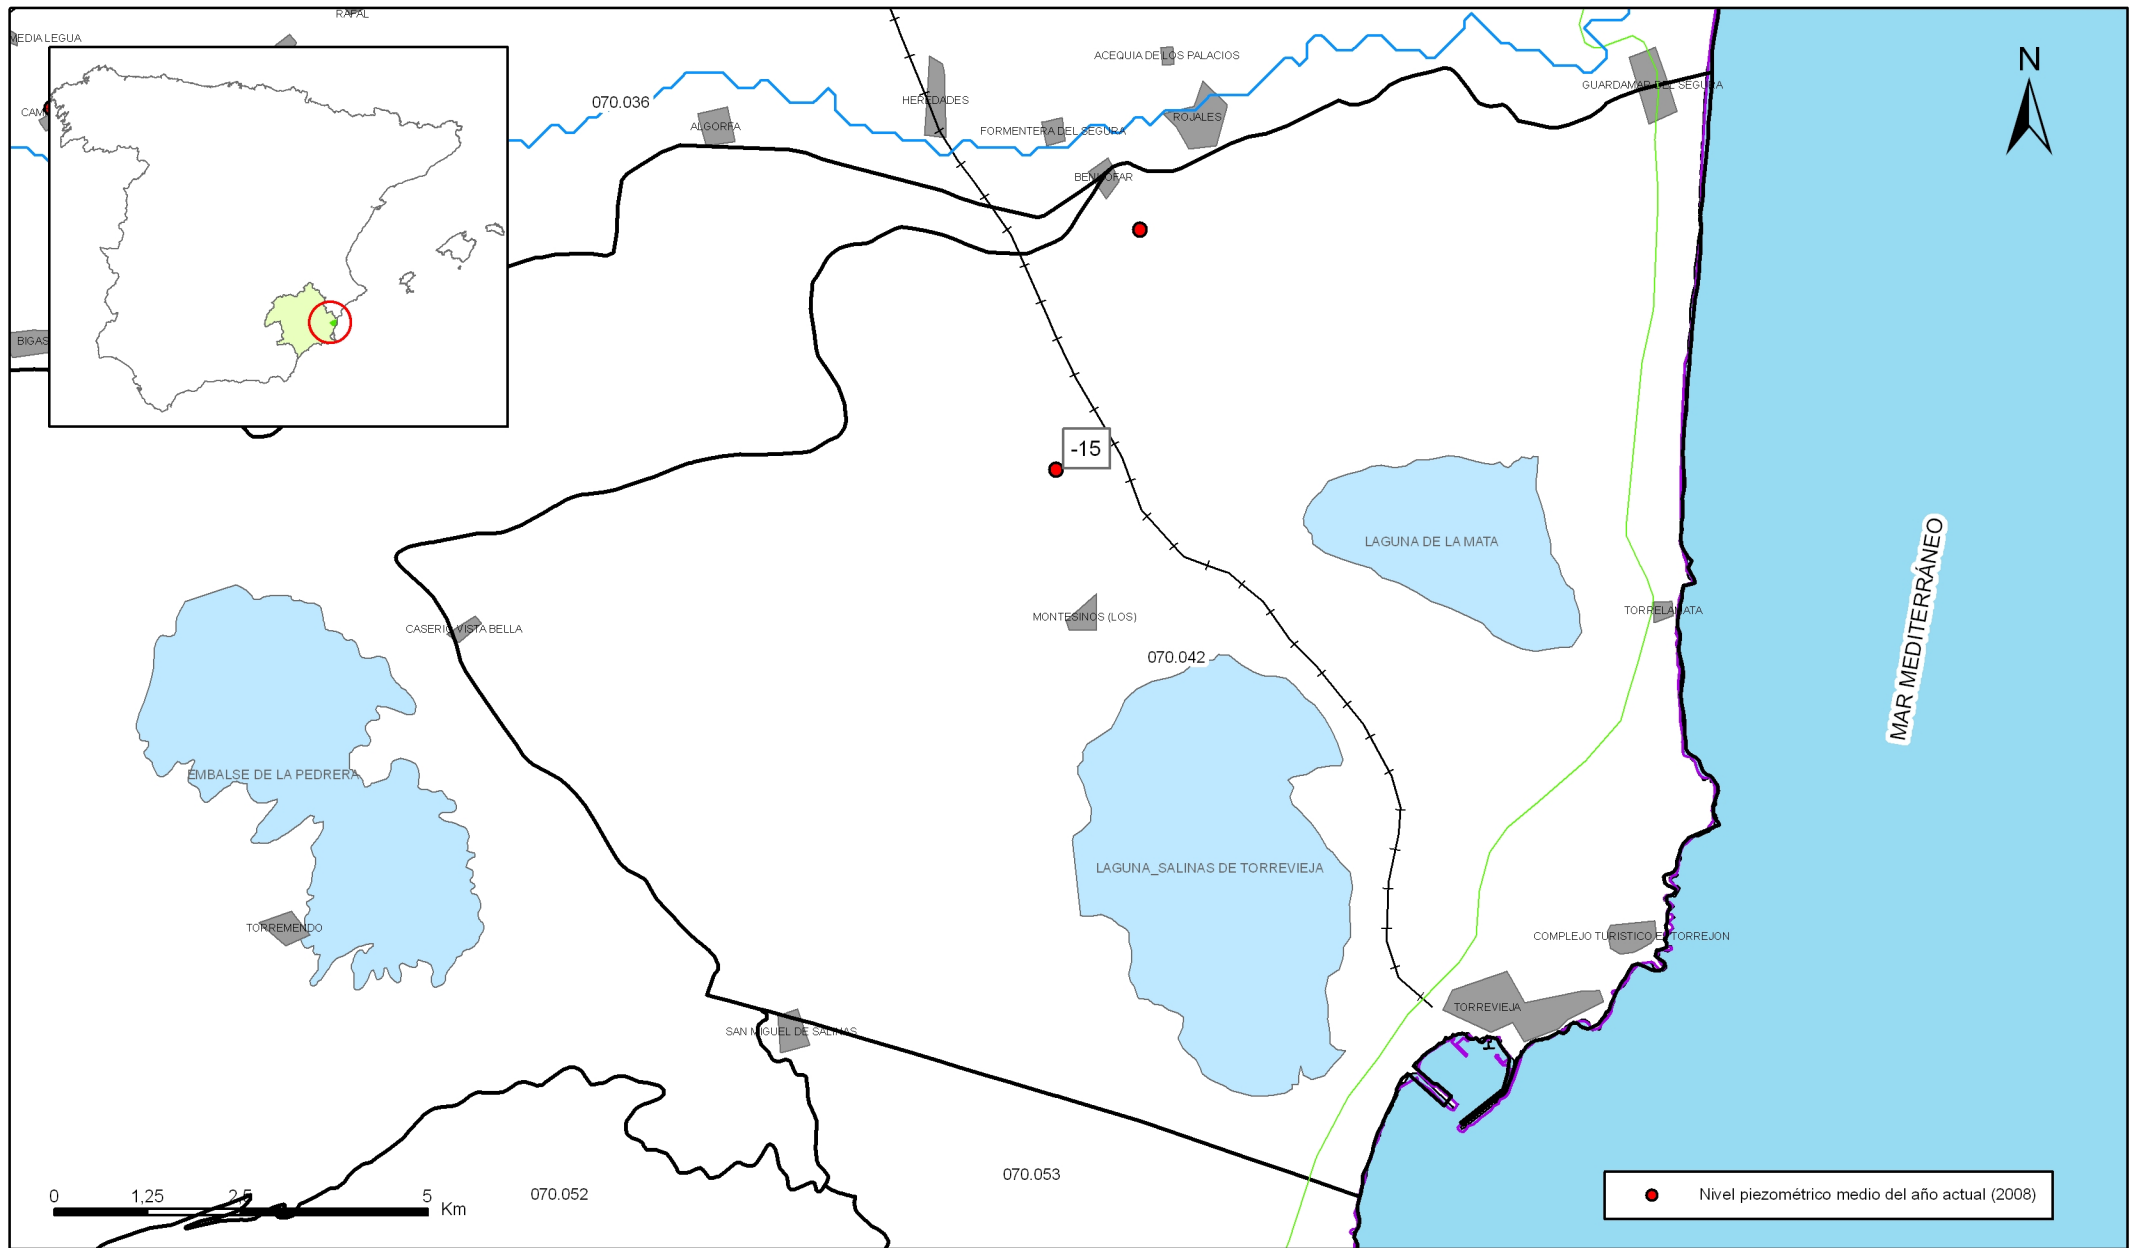 RAFAL
MEDIA LEGUA
N
ACEQUIA DE LOS PALACIOS
GUARDAMAR DEL SEGURA
070.036
HEREDADES
CAM
ROJALES
ALGORFA
FORMENTERA DEL SEGURA
BENIJOFAR
BIGAS
-15
LAGUNA DE LA MATA
MAR MEDITERRÁNEO
TORRELAMATA
MONTESINOS (LOS)
CASERIO VISTA BELLA
070.042
EMBALSE DE LA PEDRERA
LAGUNA_SALINAS DE TORREVIEJA
TORREMENDO
COMPLEJO TURISTICO EL TORREJON
TORREVIEJA
SAN MIGUEL DE SALINAS
070.053
070.052
0 1,25 2,5 5
Km
Nivel piezométrico medio del año actual (2008)